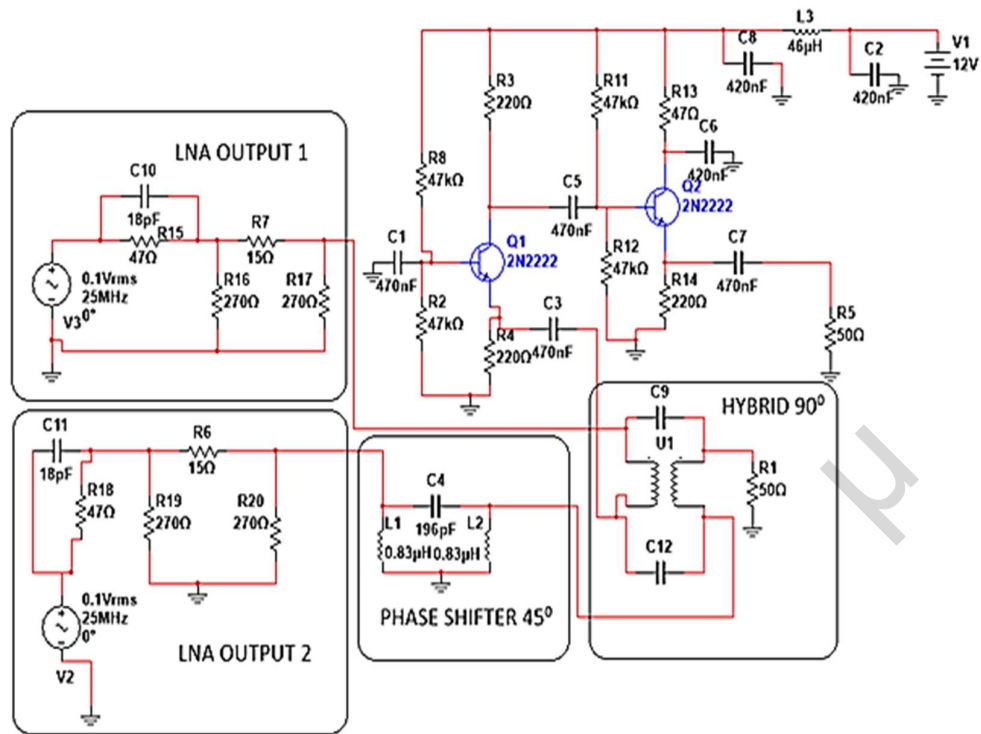 L3
46µH
C8
420nF
C2
420nF
V1
12V
R3
220Ω
R11
47kΩ
R13
47Ω
C6
420nF
R8
47kΩ
C5
470nF
Q2
2N2222
LNA OUTPUT 1
C10
18pF
R15
47Ω
R7
15Ω
R16
270Ω
R17
270Ω
0.1Vrms
25MHz
0°
V3
C1
470nF
Q1
2N2222
R12
47kΩ
C7
470nF
R2
47kΩ
R4
220Ω
C3
470nF
R14
220Ω
R5
50Ω
HYBRID 90⁰
C9
U1
R1
50Ω
C12
C11
18pF
R6
15Ω
R18
47Ω
R19
270Ω
R20
270Ω
C4
196pF
L1
0.83µH
L2
0.83µH
PHASE SHIFTER 45⁰
0.1Vrms
25MHz
0°
V2
LNA OUTPUT 2
µ